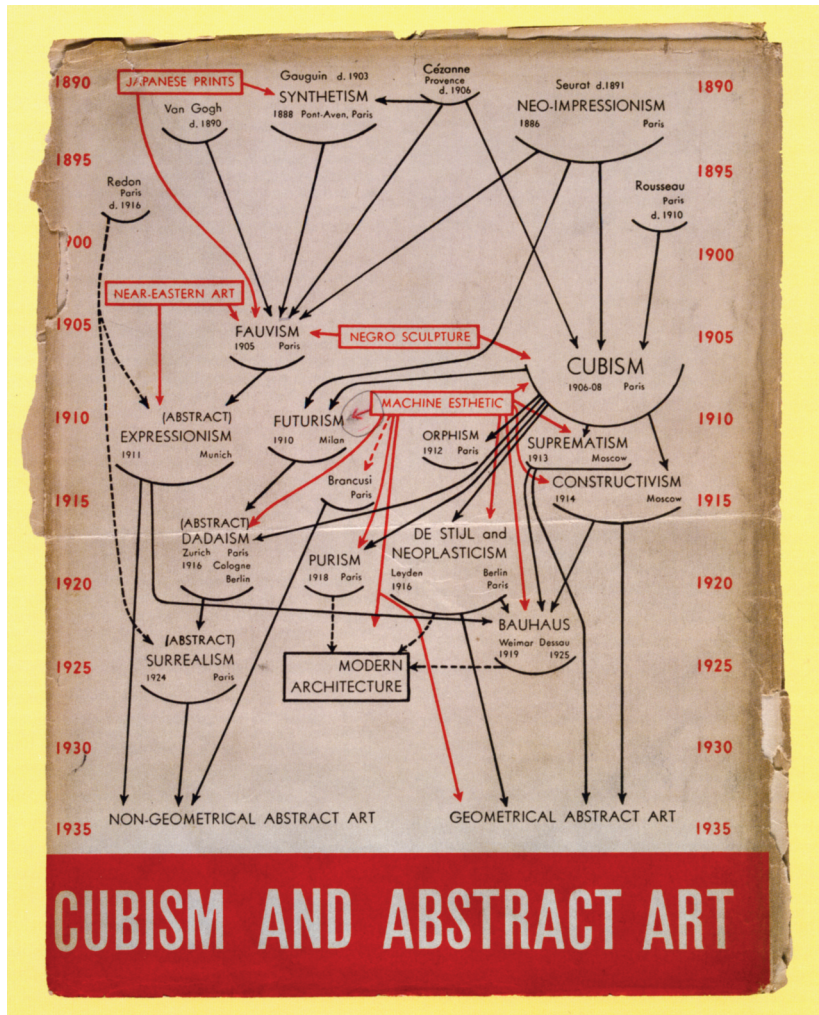 1890
JAPANESE PRINTS
Gauguin d. 1903
SYNTHETISM
1888 Pont-Aven, Paris
Cézanne
Provence
d. 1906
Seurat d.1891
NEO-IMPRESSIONISM
1886 Paris
1890
Van Gogh
d. 1890
1895
1895
Redon
Paris
d. 1916
Rousseau
Paris
d. 1910
1900
1900
NEAR-EASTERN ART
1905
FAUVISM
1905 Paris
NEGRO SCULPTURE
1905
CUBISM
1906-08 Paris
MACHINE ESTHETIC
1910
(ABSTRACT)
EXPRESSIONISM
1911 Munich
FUTURISM
1910 Milan
ORPHISM
1912 Paris
SUPREMATISM
1913 Moscow
1910
Brancusi
Paris
CONSTRUCTIVISM
1914 Moscow
1915
1915
(ABSTRACT)
DADAISM
Zurich Paris
1916 Cologne
Berlin
PURISM
1918 Paris
DE STIJL and
NEOPLASTICISM
Leyden Berlin
1916 Paris
1920
1920
BAUHAUS
Weimar Dessau
1919 1925
(ABSTRACT)
SURREALISM
1924 Paris
MODERN
ARCHITECTURE
1925
1925
1930
1930
NON-GEOMETRICAL ABSTRACT ART
GEOMETRICAL ABSTRACT ART
1935
1935
CUBISM AND ABSTRACT ART